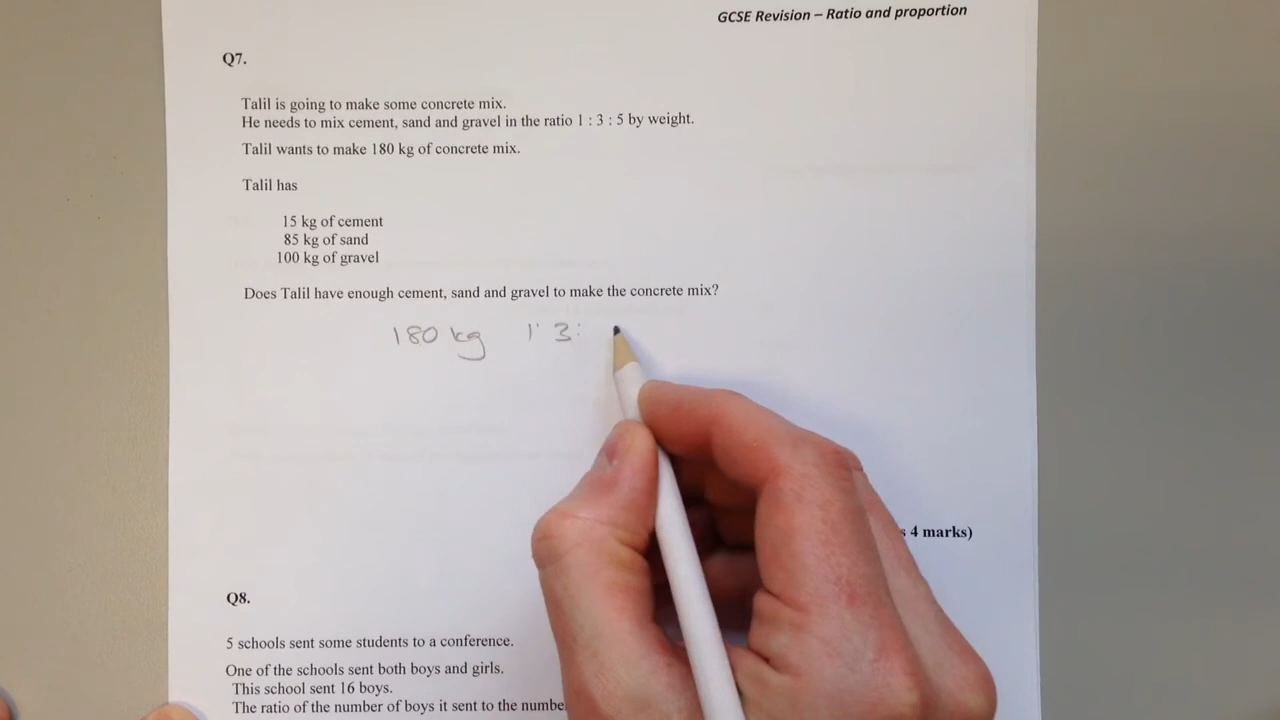 GCSE Revision – Ratio and proportion
Q7.
Talil is going to make some concrete mix.
He needs to mix cement, sand and gravel in the ratio 1 : 3 : 5 by weight.
Talil wants to make 180 kg of concrete mix.
Talil has
15 kg of cement
85 kg of sand
100 kg of gravel
Does Talil have enough cement, sand and gravel to make the concrete mix?
180 kg 1: 3:
4 marks)
Q8.
5 schools sent some students to a conference.
One of the schools sent both boys and girls.
This school sent 16 boys.
The ratio of the number of boys it sent to the